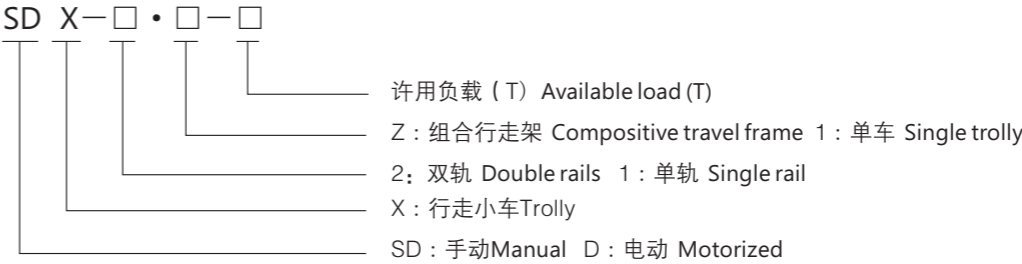 SD X－□・□－□
许用负载（T）Available load (T)
Z：组合行走架 Compositive travel frame 1：单车 Single trolly
2：双轨 Double rails 1：单轨 Single rail
X：行走小车Trolly
SD：手动Manual D：电动 Motorized